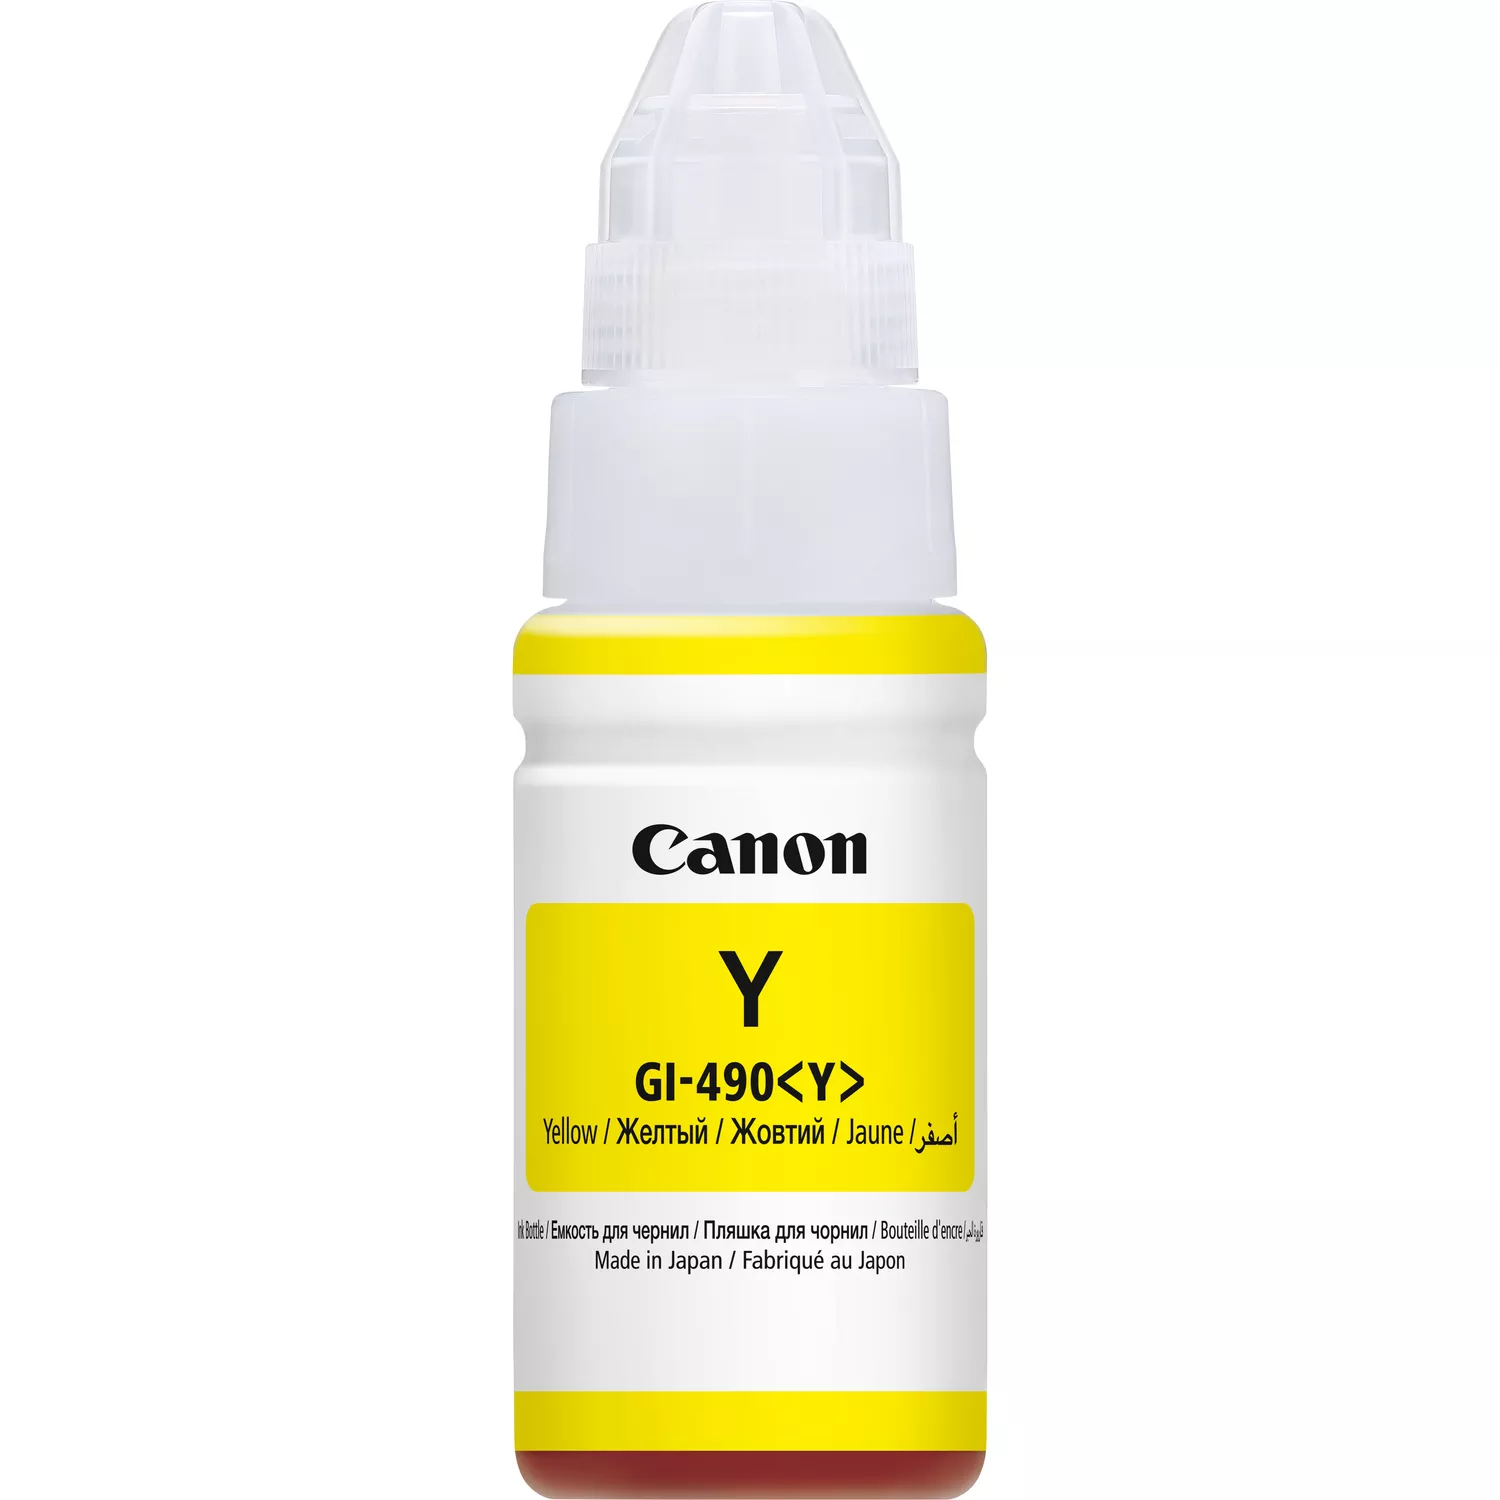 Canon
Y
GI-490<Y>
Yellow / Желтый / Жовтий / Jaune / أصفر
Ink Bottle / Емкость для чернил / Пляшка для чорнил / Bouteille d'encre /
Made in Japan / Fabriqué au Japon